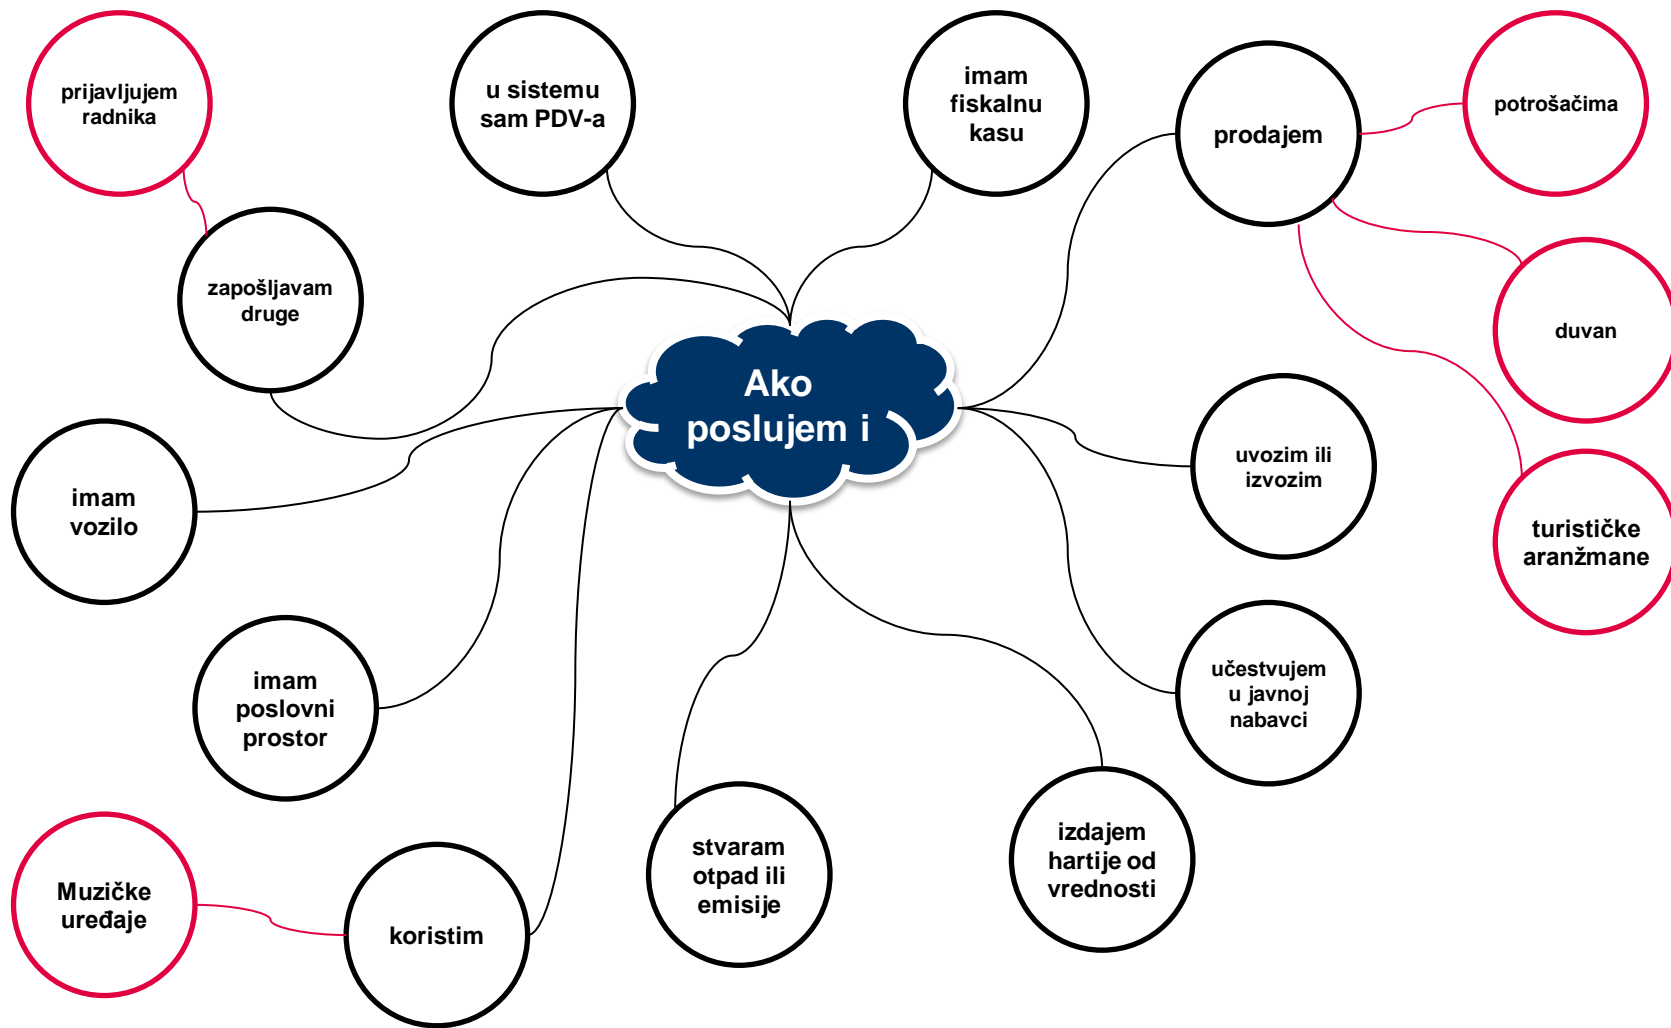 prijavljujem
radnika
u sistemu
sam PDV-a
imam
fiskalnu
kasu
prodajem
potrošačima
zapošljavam
druge
duvan
Ako
poslujem i
imam
vozilo
uvozim ili
izvozim
turističke
aranžmane
imam
poslovni
prostor
učestvujem
u javnoj
nabavci
Muzičke
uređaje
koristim
stvaram
otpad ili
emisije
izdajem
hartije od
vrednosti